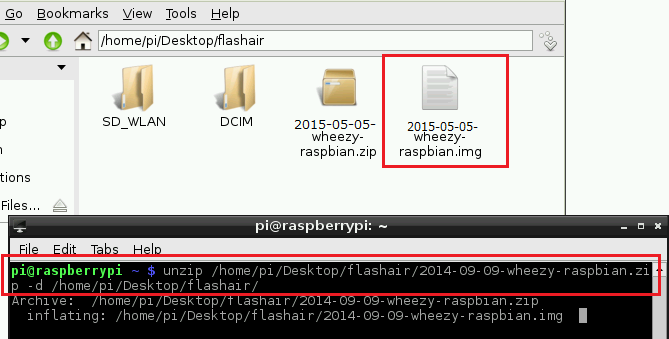 Go Bookmarks View Tools Help
/home/pi/Desktop/flashair
SD_WLAN
DCIM
2015-05-05-
wheezy-
raspbian.zip
2015-05-05-
wheezy-
raspbian.img
p
n
tions
Files...
pi@raspberrypi: ~
File Edit Tabs Help
pi@raspberrypi ~ $ unzip /home/pi/Desktop/flashair/2014-09-09-wheezy-raspbian.zi
p -d /home/pi/Desktop/flashair/
Archive: /home/pi/Desktop/flashair/2014-09-09-wheezy-raspbian.zip
inflating: /home/pi/Desktop/flashair/2014-09-09-wheezy-raspbian.img